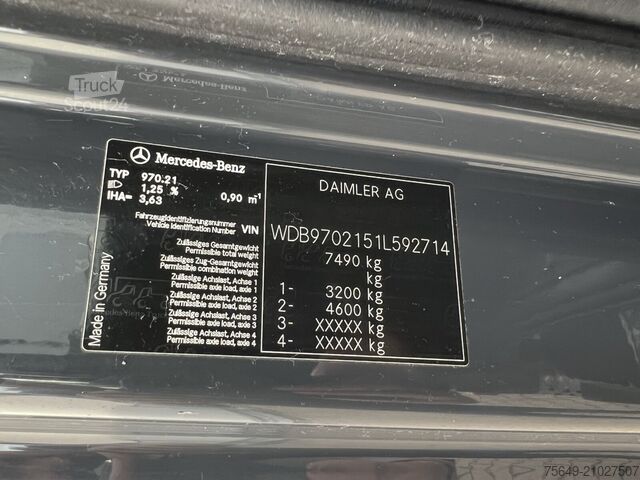 Truck
Scout24
Mercedes-Benz
Mercedes-Benz
DAIMLER AG
TYP 970.21
1,25 % 0,90 m⁻¹
IHA= 3,63
Fahrzeugidentifizierungsnummer
Vehicle Identification Number VIN WDB9702151L592714
Zulässiges Gesamtgewicht
Permissible total weight 7490 kg
Zulässiges Zug-Gesamtgewicht
Permissible combination weight kg
Zulässige Achslast, Achse 1
Permissible axle load, axle 1 1- 3200 kg
Zulässige Achslast, Achse 2
Permissible axle load, axle 2 2- 4600 kg
Zulässige Achslast, Achse 3
Permissible axle load, axle 3 3- XXXXX kg
Zulässige Achslast, Achse 4
Permissible axle load, axle 4 4- XXXXX kg
Made in Germany
75649-21027507